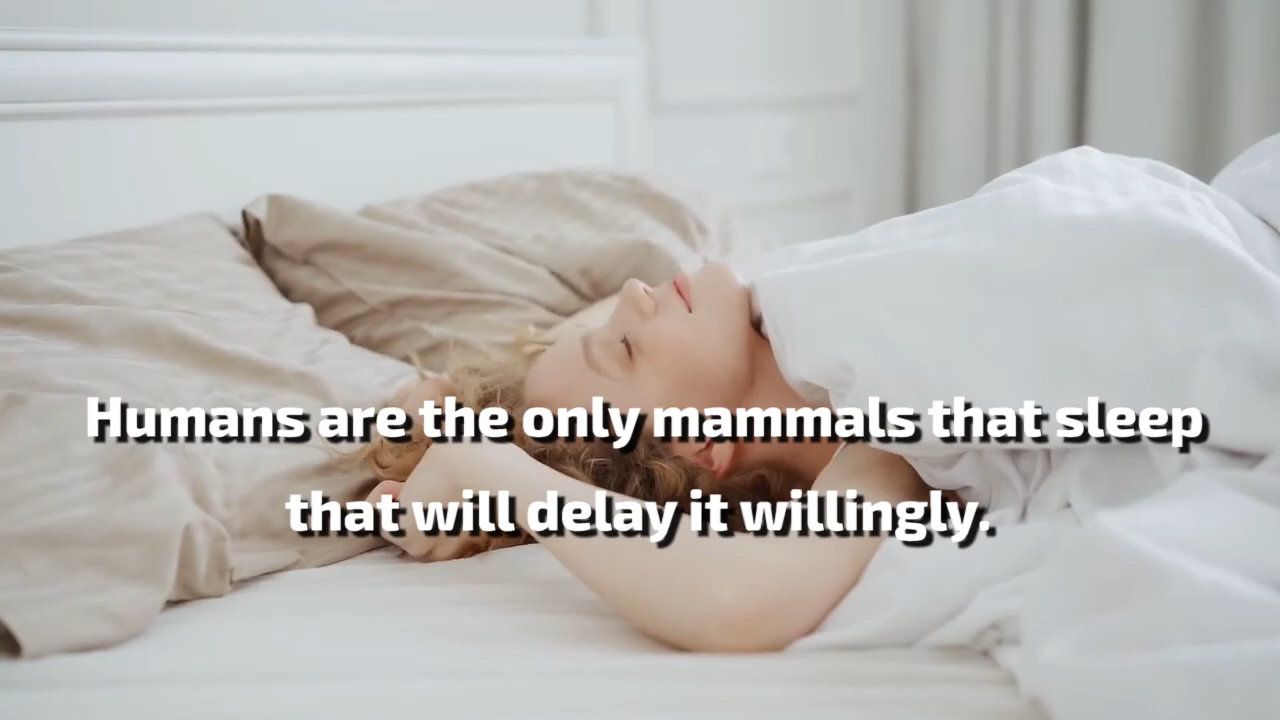 Humans are the only mammals that sleep
that will delay it willingly.